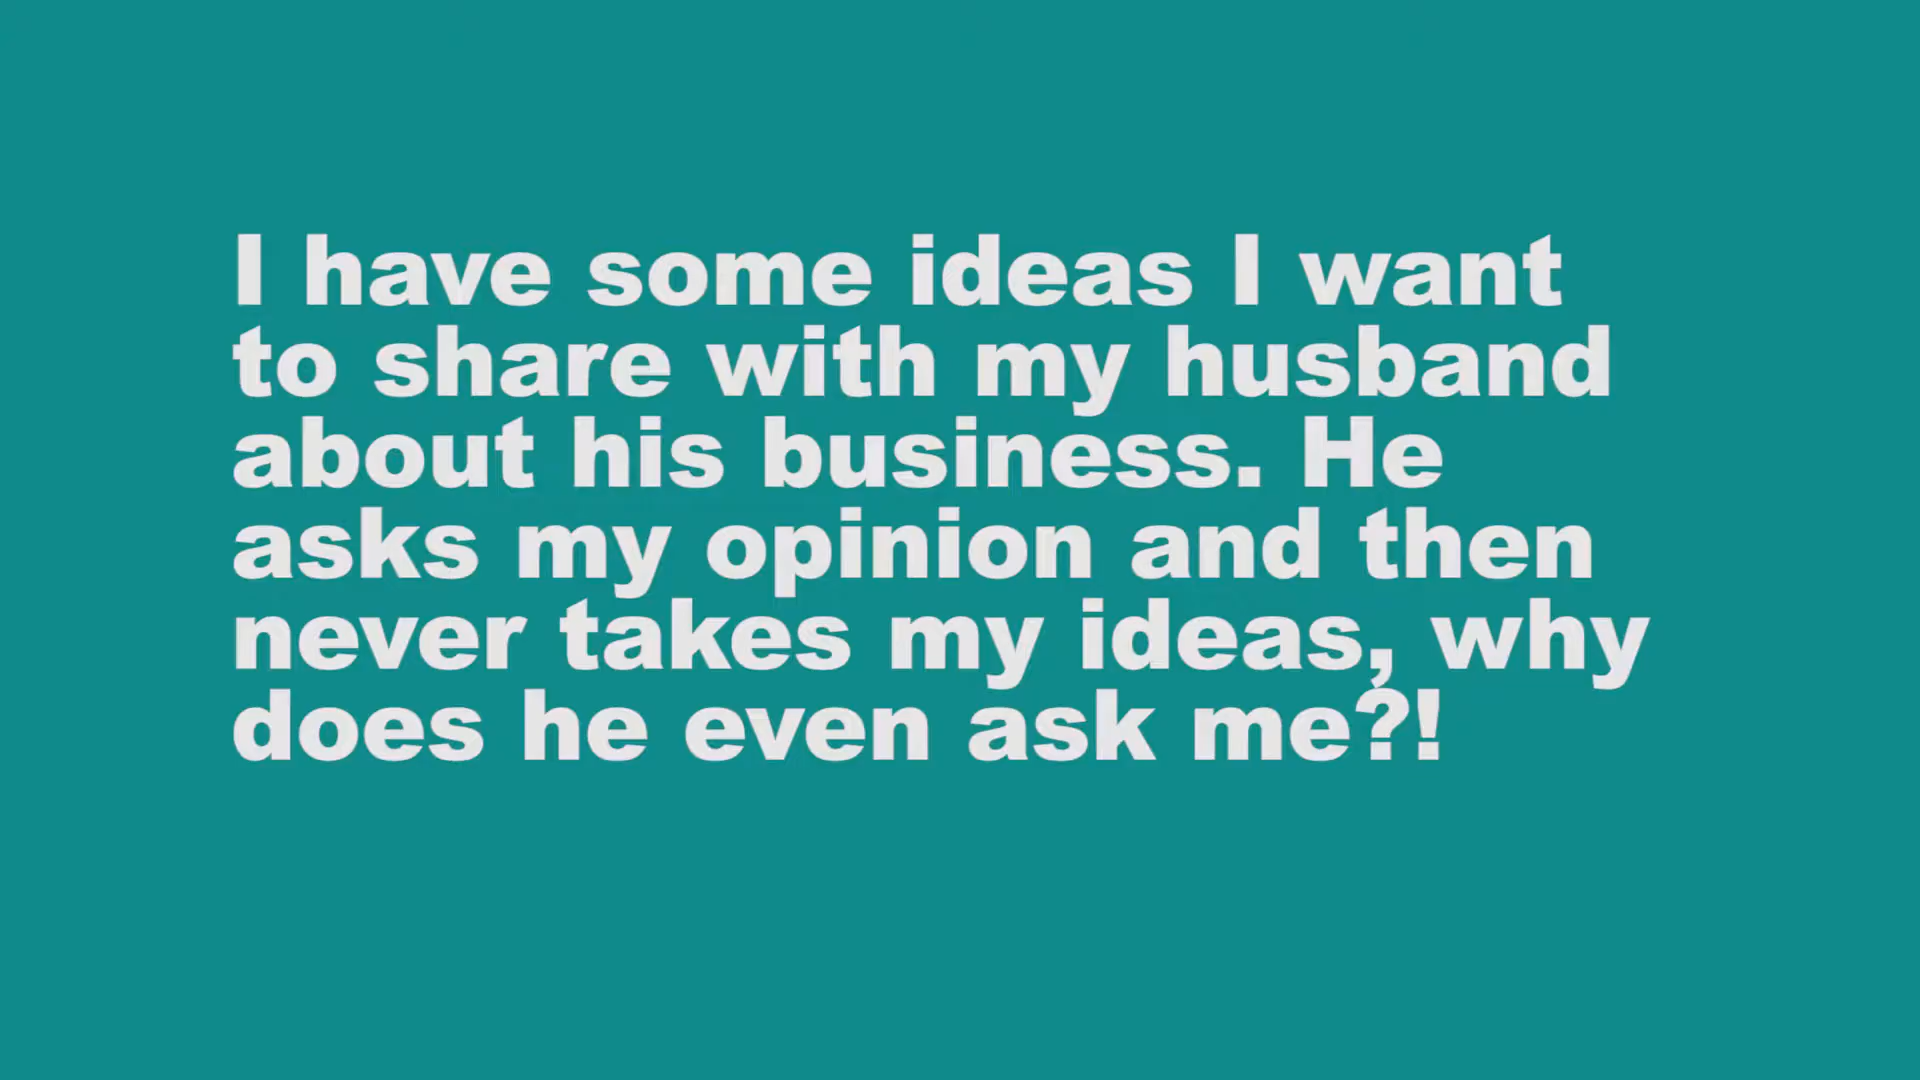 I have some ideas I want
to share with my husband
about his business. He
asks my opinion and then
never takes my ideas, why
does he even ask me?!